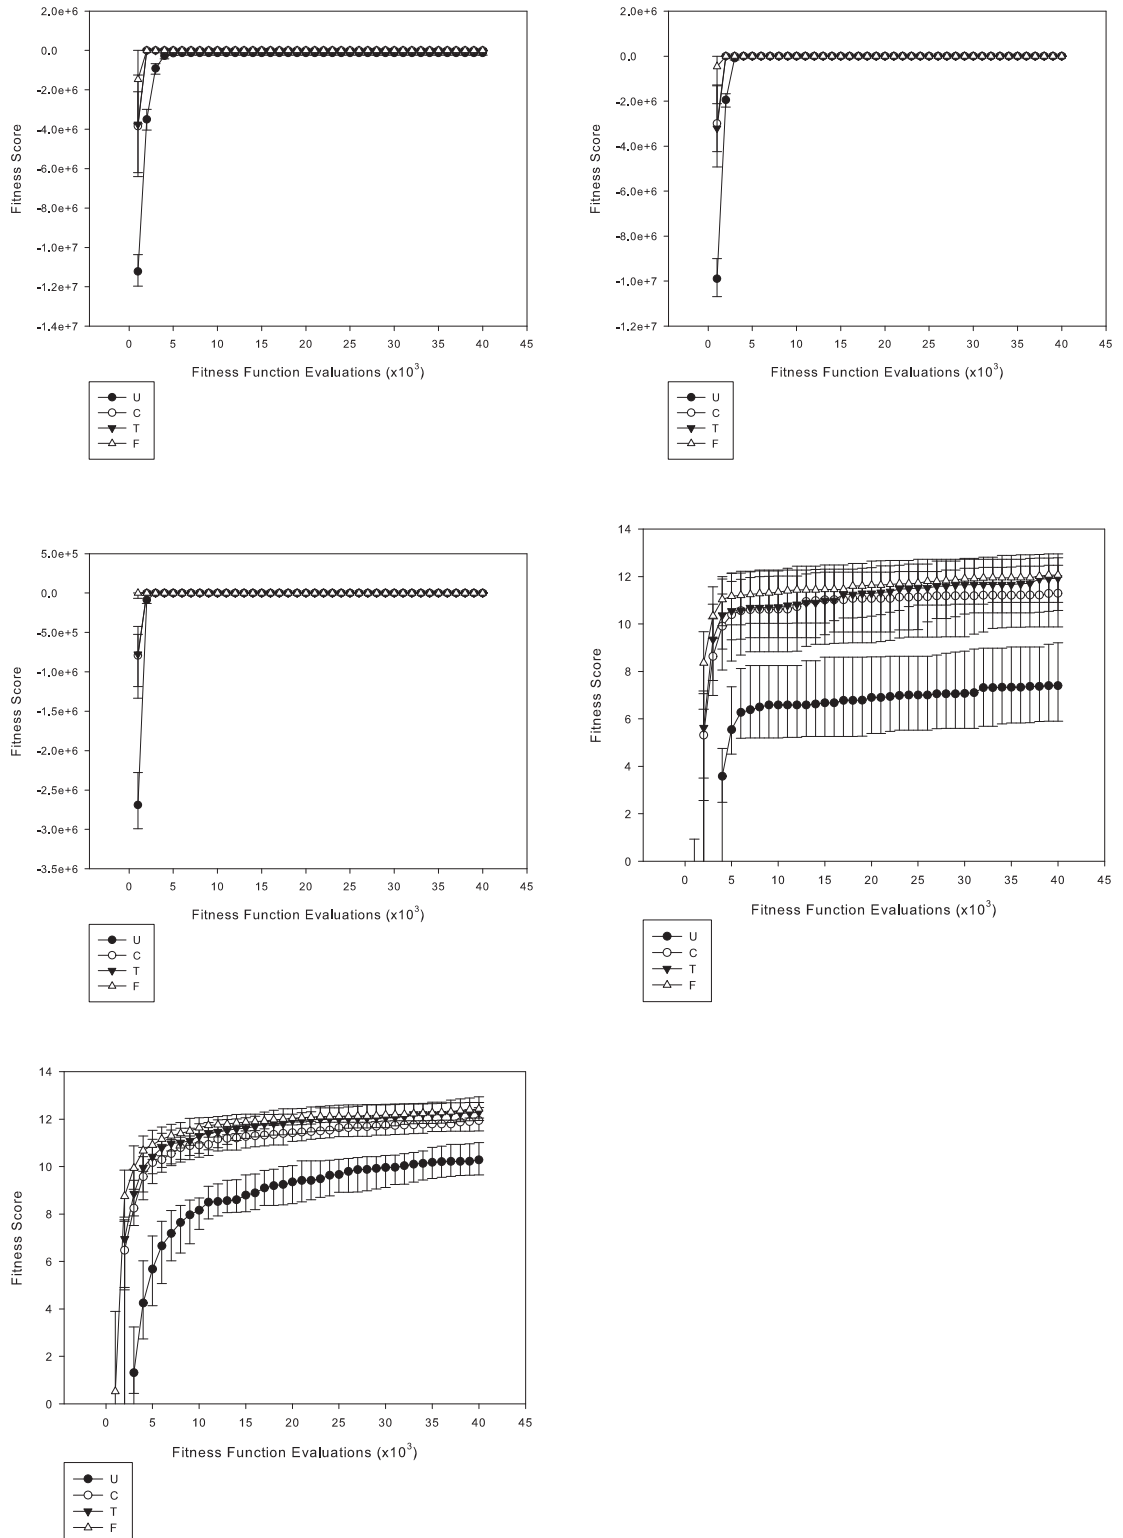 2.0e+6
0.0
-2.0e+6
-4.0e+6
-6.0e+6
-8.0e+6
-1.0e+7
-1.2e+7
-1.4e+7
Fitness Score
0 5 10 15 20 25 30 35 40 45
Fitness Function Evaluations (x10³)
U
C
T
F
2.0e+6
0.0
-2.0e+6
-4.0e+6
-6.0e+6
-8.0e+6
-1.0e+7
-1.2e+7
Fitness Score
0 5 10 15 20 25 30 35 40 45
Fitness Function Evaluations (x10³)
U
C
T
F
5.0e+5
0.0
-5.0e+5
-1.0e+6
-1.5e+6
-2.0e+6
-2.5e+6
-3.0e+6
-3.5e+6
Fitness Score
0 5 10 15 20 25 30 35 40 45
Fitness Function Evaluations (x10³)
U
C
T
F
14
12
10
8
6
4
2
0
Fitness Score
0 5 10 15 20 25 30 35 40 45
Fitness Function Evaluations (x10³)
U
C
T
F
14
12
10
8
6
4
2
0
Fitness Score
0 5 10 15 20 25 30 35 40 45
Fitness Function Evaluations (x10³)
U
C
T
F